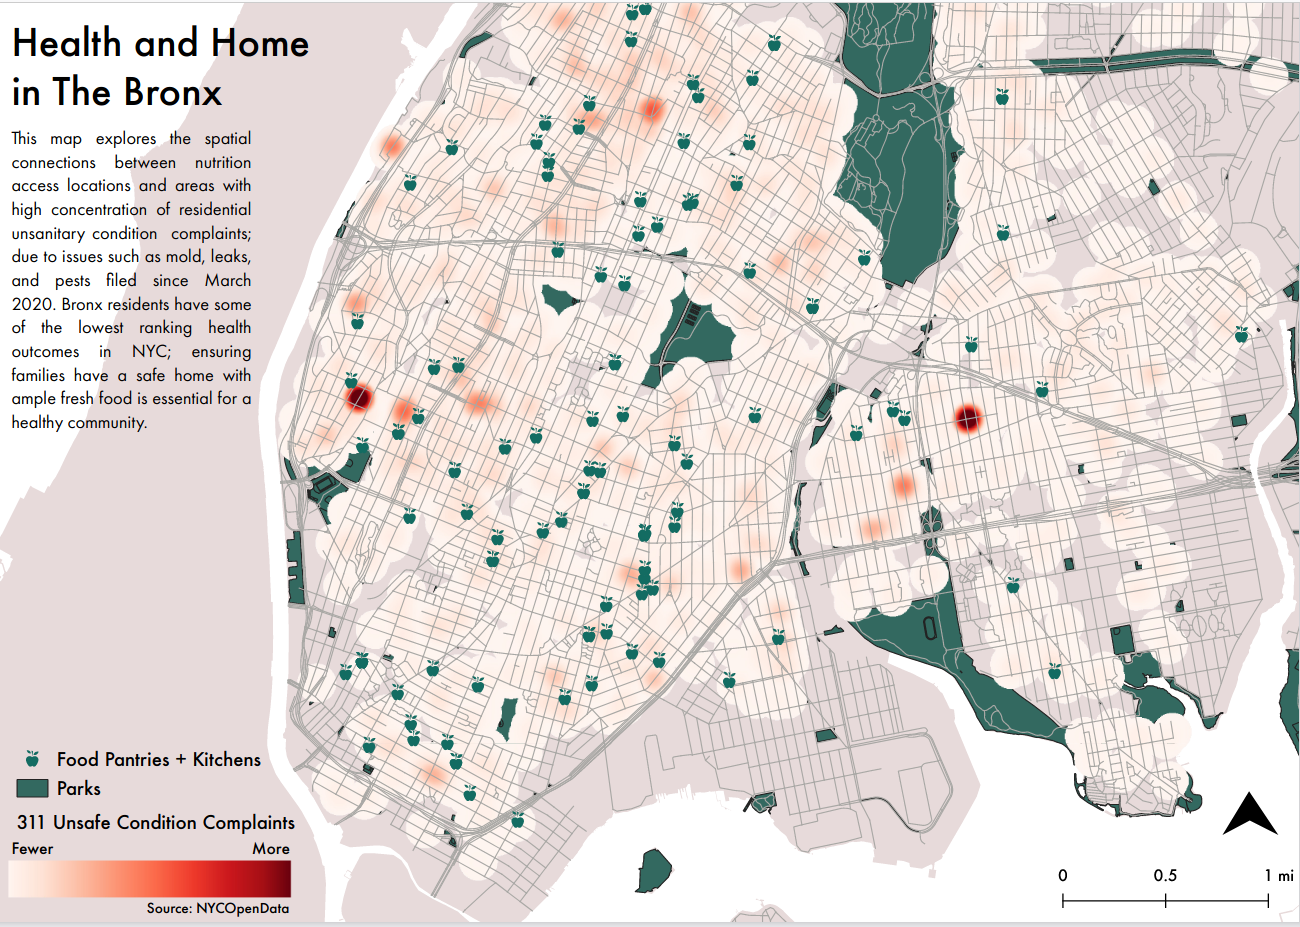 Health and Home
in The Bronx
This map explores the spatial
connections between nutrition
access locations and areas with
high concentration of residential
unsanitary condition complaints;
due to issues such as mold, leaks,
and pests filed since March
2020. Bronx residents have some
of the lowest ranking health
outcomes in NYC; ensuring
families have a safe home with
ample fresh food is essential for a
healthy community.
Food Pantries + Kitchens
Parks
311 Unsafe Condition Complaints
Fewer More
Source: NYCOpenData
0 0.5 1 mi